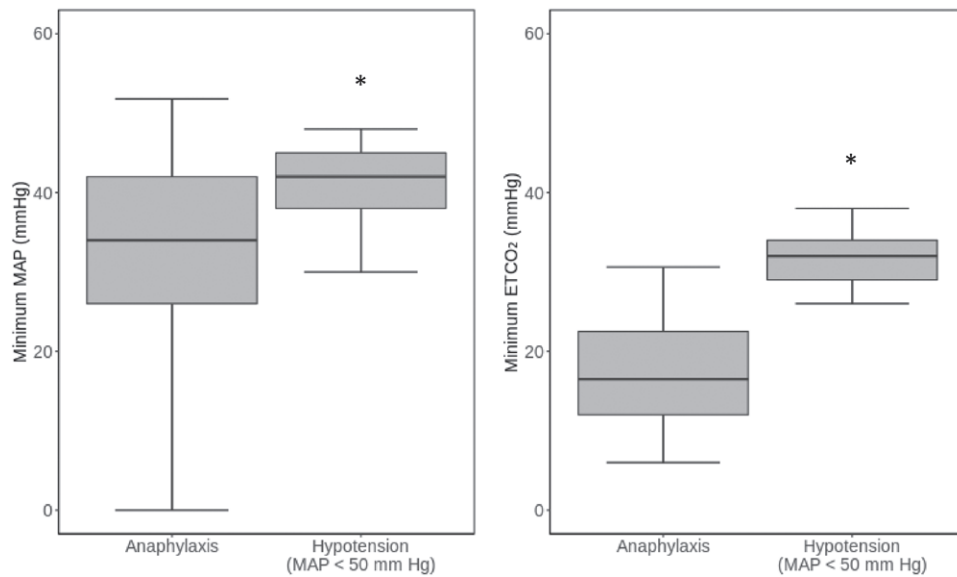 Minimum MAP (mmHg)
60
40
20
0
*
Anaphylaxis
Hypotension
(MAP < 50 mm Hg)
Minimum ETCO₂ (mmHg)
60
40
20
0
*
Anaphylaxis
Hypotension
(MAP < 50 mm Hg)